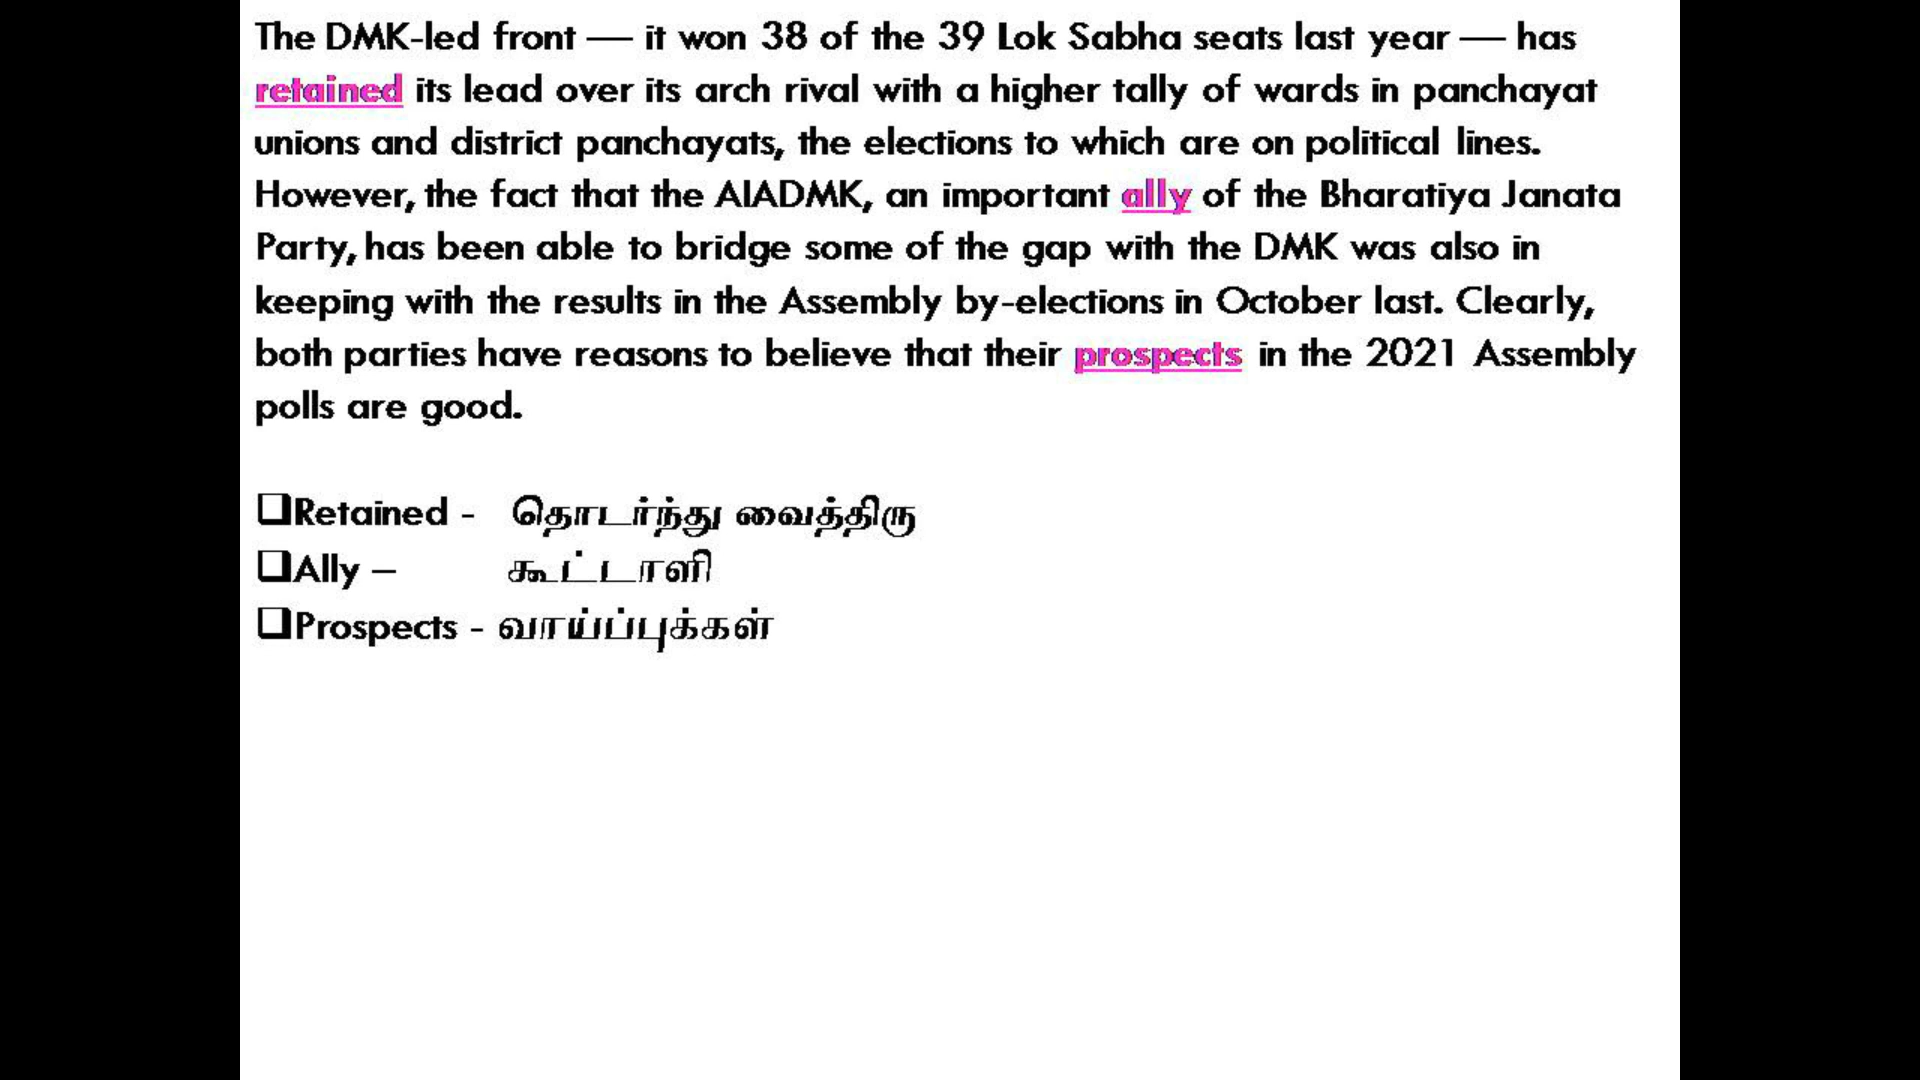 The DMK-led front — it won 38 of the 39 Lok Sabha seats last year — has
retained its lead over its arch rival with a higher tally of wards in panchayat
unions and district panchayats, the elections to which are on political lines.
However, the fact that the AIADMK, an important ally of the Bharatiya Janata
Party, has been able to bridge some of the gap with the DMK was also in
keeping with the results in the Assembly by-elections in October last. Clearly,
both parties have reasons to believe that their prospects in the 2021 Assembly
polls are good.
❑Retained - தொடர்ந்து வைத்திரு
❑Ally – கூட்டாளி
❑Prospects - வாய்ப்புக்கள்